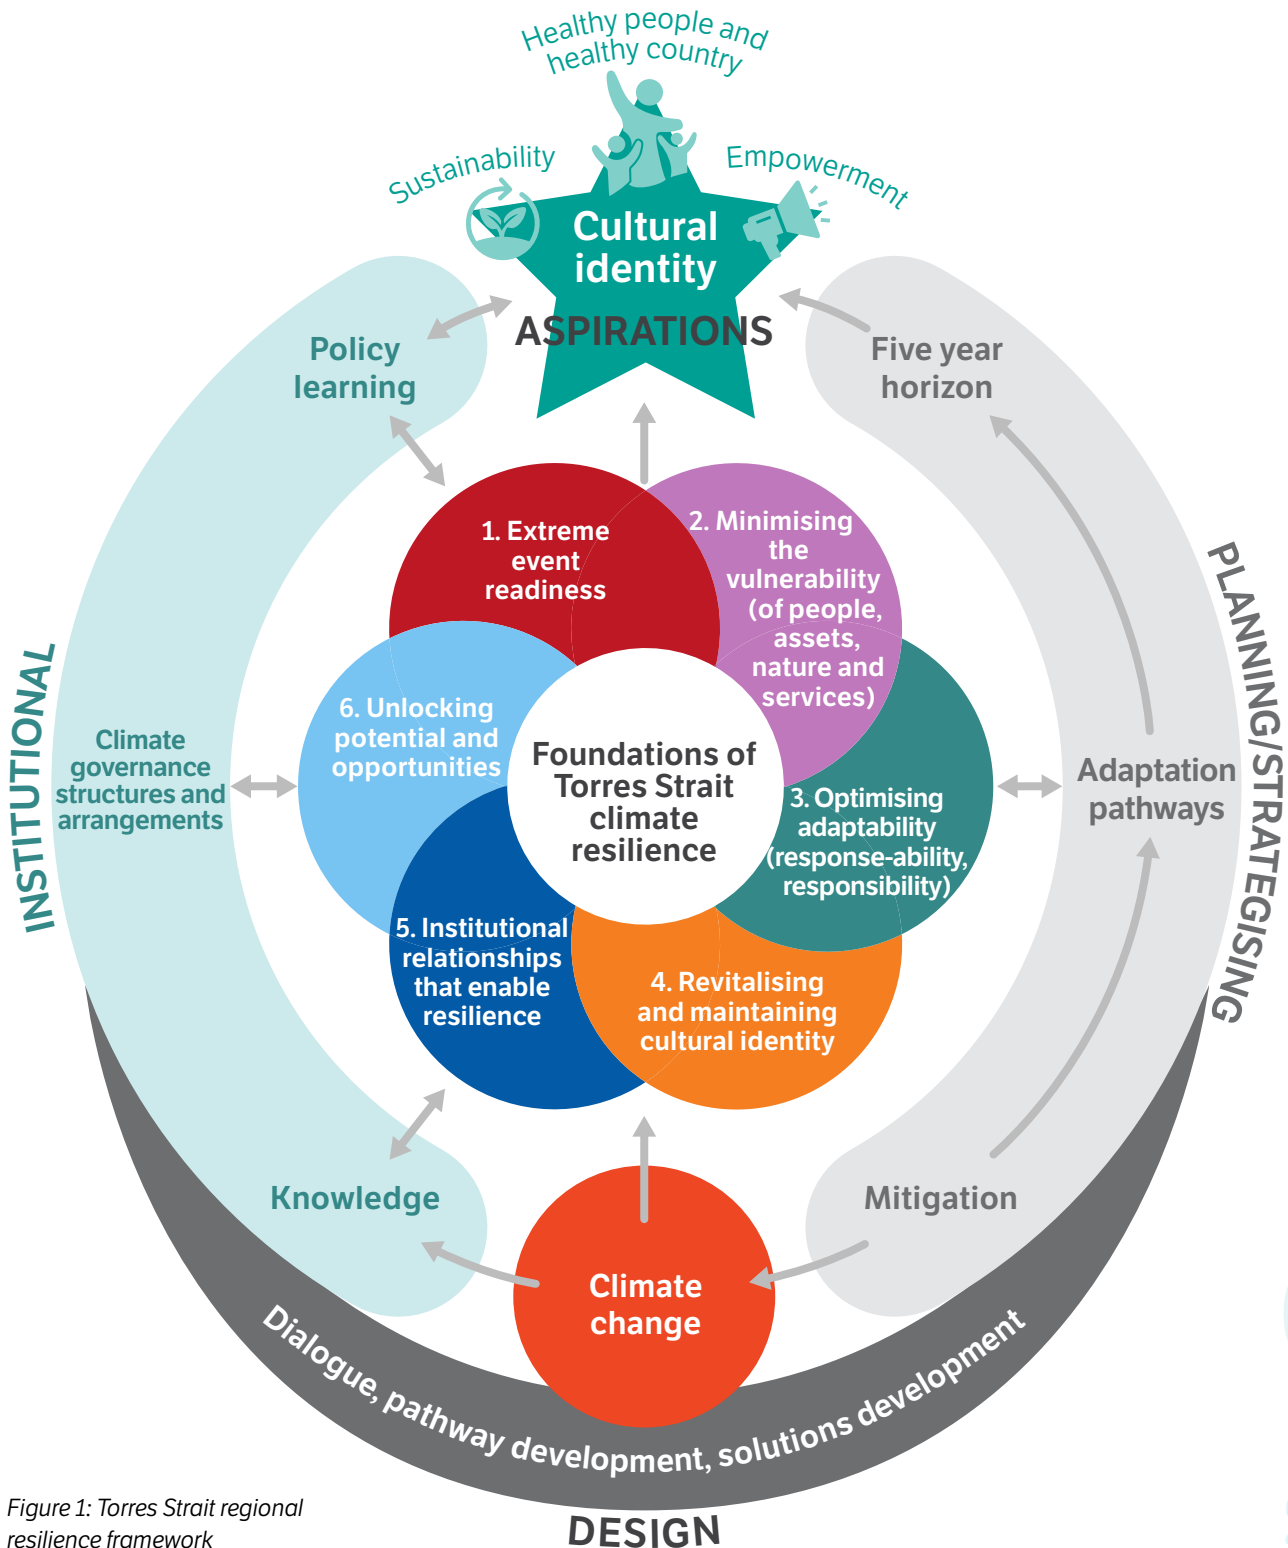 Healthy people and
healthy country
Sustainability
Empowerment
Cultural
identity
ASPIRATIONS
Policy
learning
Five year
horizon
1. Extreme
event
readiness
2. Minimising
the
vulnerability
(of people,
assets,
nature and
services)
INSTITUTIONAL
Climate
governance
structures and
arrangements
6. Unlocking
potential and
opportunities
Foundations of
Torres Strait
climate
resilience
3. Optimising
adaptability
(response-ability,
responsibility)
Adaptation
pathways
PLANNING/STRATEGISING
5. Institutional
relationships
that enable
resilience
4. Revitalising
and maintaining
cultural identity
Knowledge
Mitigation
Climate
change
Dialogue, pathway development, solutions development
DESIGN
Figure 1: Torres Strait regional
resilience framework